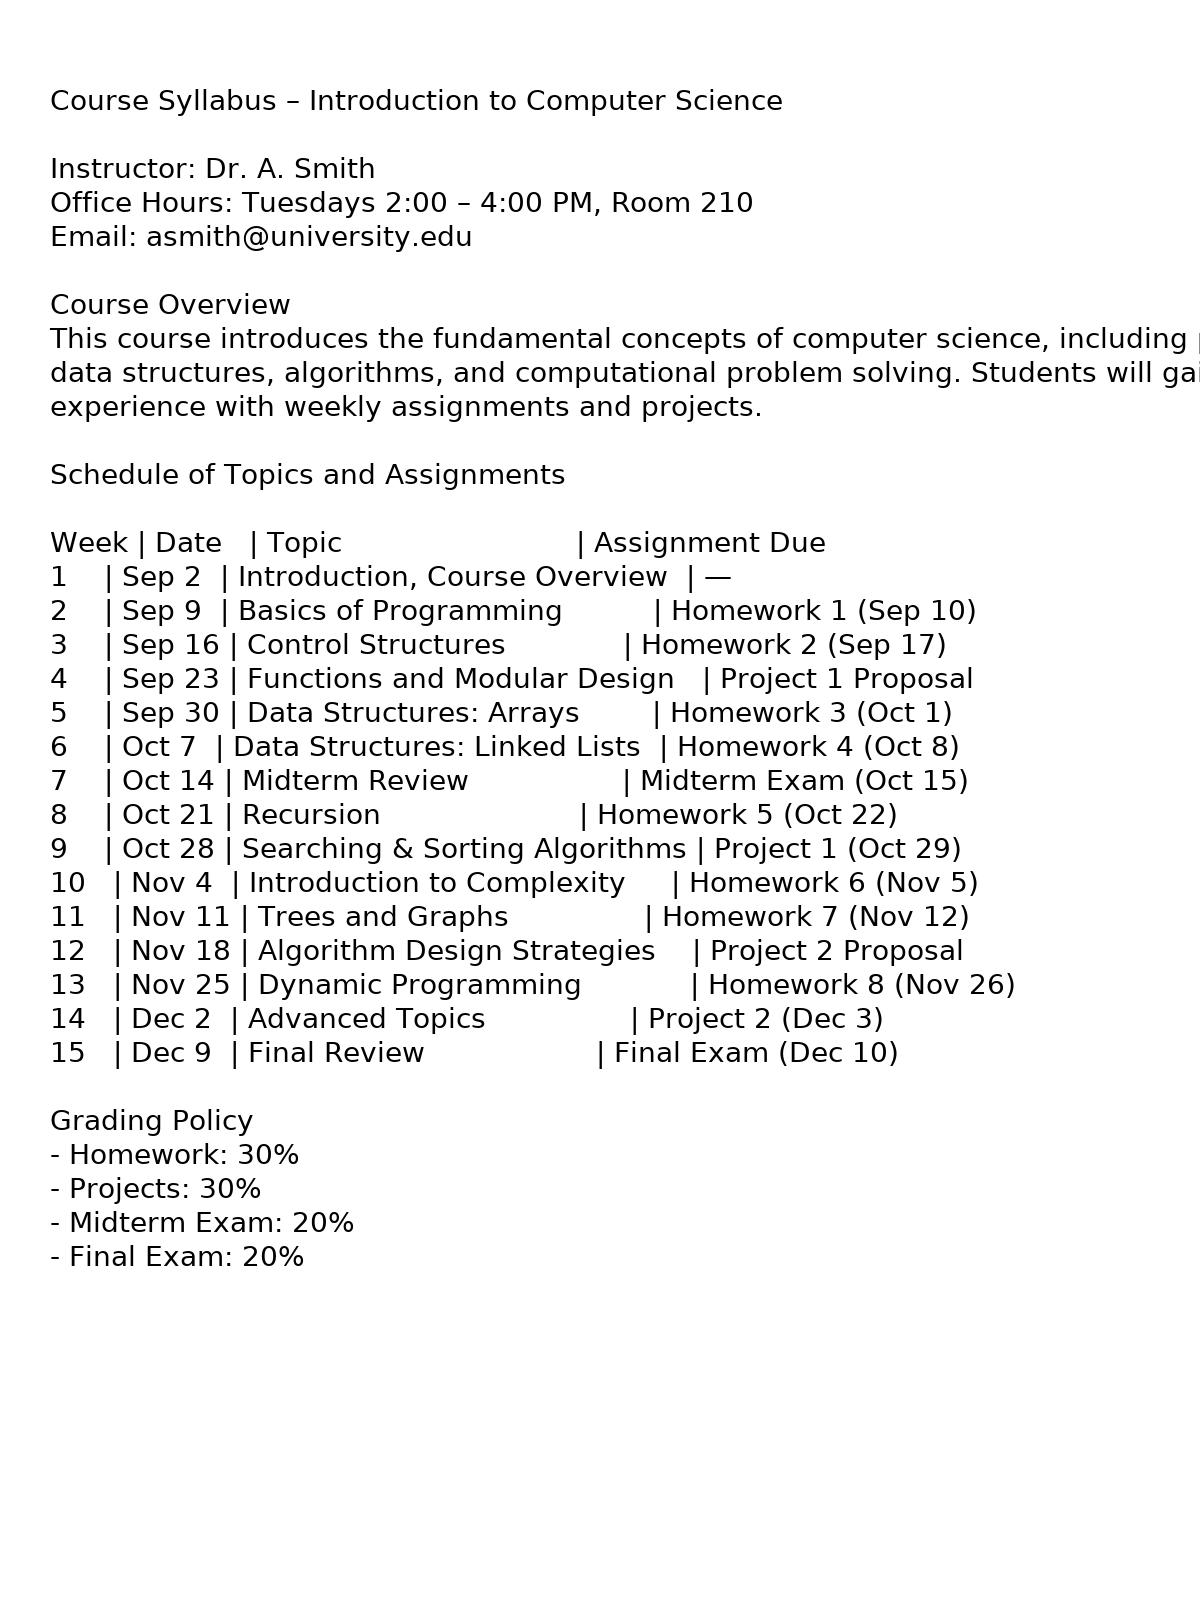 Course Syllabus – Introduction to Computer Science
Instructor: Dr. A. Smith
Office Hours: Tuesdays 2:00 – 4:00 PM, Room 210
Email: asmith@university.edu
Course Overview
This course introduces the fundamental concepts of computer science, including
data structures, algorithms, and computational problem solving. Students will
experience with weekly assignments and projects.
Schedule of Topics and Assignments
Week | Date | Topic | Assignment Due
1 | Sep 2 | Introduction, Course Overview | —
2 | Sep 9 | Basics of Programming | Homework 1 (Sep 10)
3 | Sep 16 | Control Structures | Homework 2 (Sep 17)
4 | Sep 23 | Functions and Modular Design | Project 1 Proposal
5 | Sep 30 | Data Structures: Arrays | Homework 3 (Oct 1)
6 | Oct 7 | Data Structures: Linked Lists | Homework 4 (Oct 8)
7 | Oct 14 | Midterm Review | Midterm Exam (Oct 15)
8 | Oct 21 | Recursion | Homework 5 (Oct 22)
9 | Oct 28 | Searching & Sorting Algorithms | Project 1 (Oct 29)
10 | Nov 4 | Introduction to Complexity | Homework 6 (Nov 5)
11 | Nov 11 | Trees and Graphs | Homework 7 (Nov 12)
12 | Nov 18 | Algorithm Design Strategies | Project 2 Proposal
13 | Nov 25 | Dynamic Programming | Homework 8 (Nov 26)
14 | Dec 2 | Advanced Topics | Project 2 (Dec 3)
15 | Dec 9 | Final Review | Final Exam (Dec 10)
Grading Policy
- Homework: 30%
- Projects: 30%
- Midterm Exam: 20%
- Final Exam: 20%